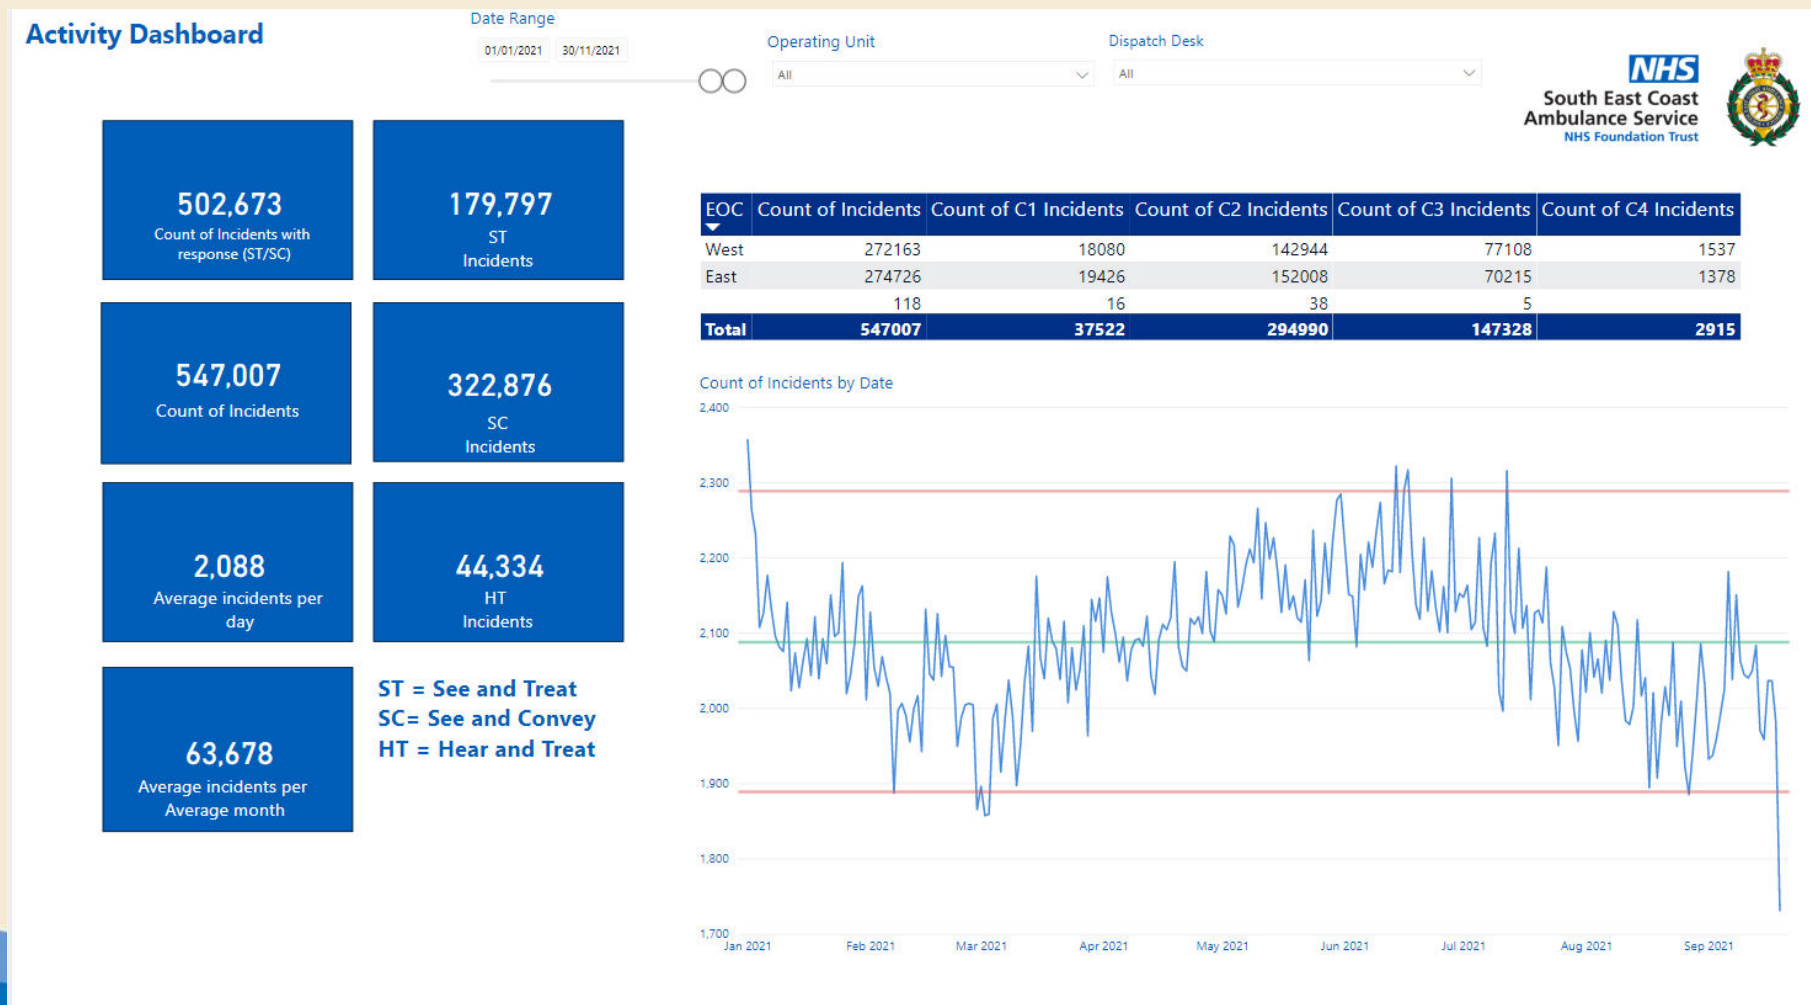 Activity Dashboard
Date Range
01/01/2021 30/11/2021
Operating Unit
All
Dispatch Desk
All
NHS
South East Coast
Ambulance Service
NHS Foundation Trust
502,673
Count of Incidents with
response (ST/SC)
179,797
ST
Incidents
547,007
Count of Incidents
322,876
SC
Incidents
2,088
Average incidents per
day
44,334
HT
Incidents
63,678
Average incidents per
Average month
ST = See and Treat
SC= See and Convey
HT = Hear and Treat
EOC Count of Incidents Count of C1 Incidents Count of C2 Incidents Count of C3 Incidents Count of C4 Incidents
West 272163 18080 142944 77108 1537
East 274726 19426 152008 70215 1378
118 16 38 5
Total 547007 37522 294990 147328 2915
Count of Incidents by Date
2,400
2,300
2,200
2,100
2,000
1,900
1,800
1,700
Jan 2021 Feb 2021 Mar 2021 Apr 2021 May 2021 Jun 2021 Jul 2021 Aug 2021 Sep 2021